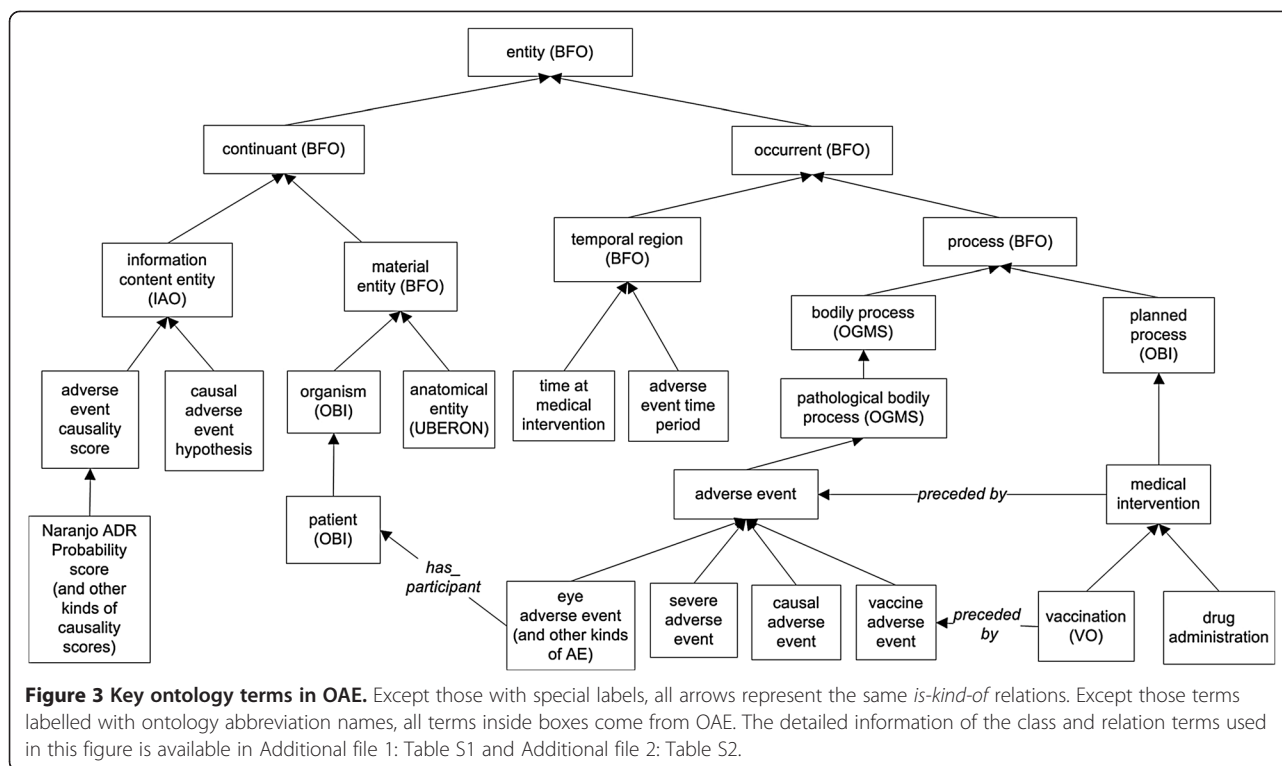 entity (BFO)
continuant (BFO)
occurrent (BFO)
information
content entity
(IAO)
material
entity (BFO)
temporal region
(BFO)
process (BFO)
adverse
event
causality
score
causal
adverse
event
hypothesis
organism
(OBI)
anatomical
entity
(UBERON)
time at
medical
intervention
adverse
event time
period
bodily process
(OGMS)
pathological bodily
process (OGMS)
planned
process
(OBI)
Naranjo ADR
Probability
score
(and other
kinds of
causality
scores)
patient
(OBI)
has_
participant
adverse event
preceded by
medical
intervention
eye
adverse event
(and other kinds
of AE)
severe
adverse
event
causal
adverse
event
vaccine
adverse
event
preceded
by
vaccination
(VO)
drug
administration
Figure 3 Key ontology terms in OAE. Except those with special labels, all arrows represent the same is-kind-of relations. Except those terms
labelled with ontology abbreviation names, all terms inside boxes come from OAE. The detailed information of the class and relation terms used
in this figure is available in Additional file 1: Table S1 and Additional file 2: Table S2.